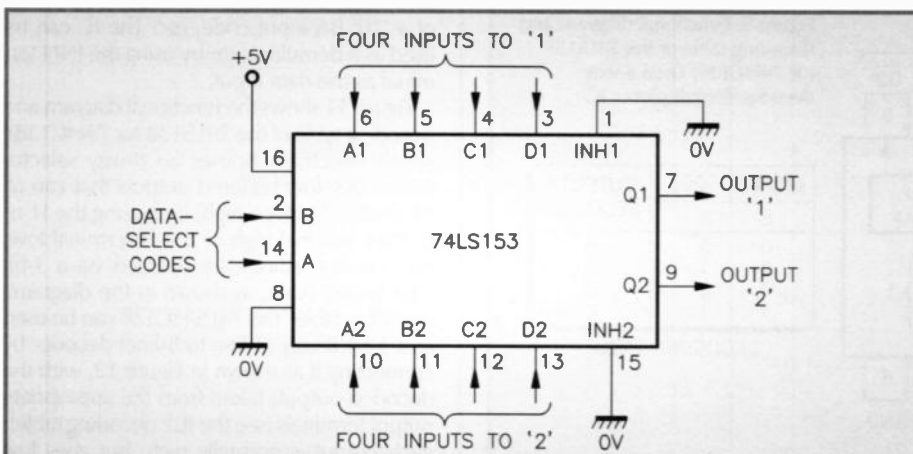 FOUR INPUTS TO '1'
+5V
6 5 4 3 1
A1 B1 C1 D1 INH1
0V
16
Q1 7 OUTPUT '1'
2 B
DATA-SELECT CODES
74LS153
14 A
Q2 9 OUTPUT '2'
8
A2 B2 C2 D2 INH2
10 11 12 13 15
0V
FOUR INPUTS TO '2'
0V